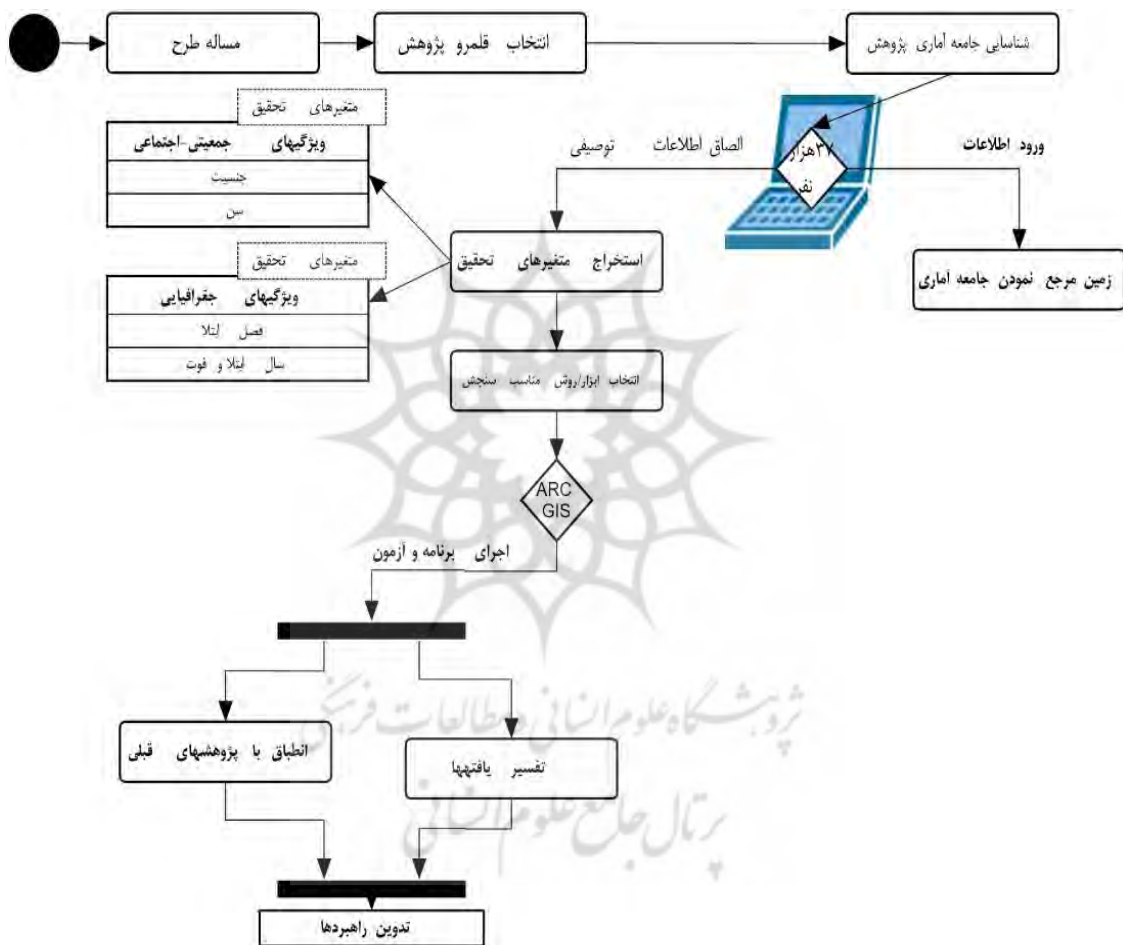 مساله طرح
انتخاب قلمرو پژوهش
شناسایی جامعه آماری پژوهش
متغیرهای تحقیق
ویژگیهای جمعیتی-اجتماعی
جنسیت
سن
الصاق اطلاعات توصیفی
۳۷هزار
نفر
ورود اطلاعات
متغیرهای تحقیق
ویژگیهای جغرافیایی
فصل ابتلا
سال ابتلا و فوت
استخراج متغیرهای تحقیق
زمین مرجع نمودن جامعه آماری
انتخاب ابزار/روش مناسب سنجش
ARC
GIS
اجرای برنامه و آزمون
انطباق با پژوهشهای قبلی
تفسیر یافتهها
تدوین راهبردها
پژوهشگاه علوم انسانی و مطالعات فرهنگی
پرتال جامع علوم انسانی